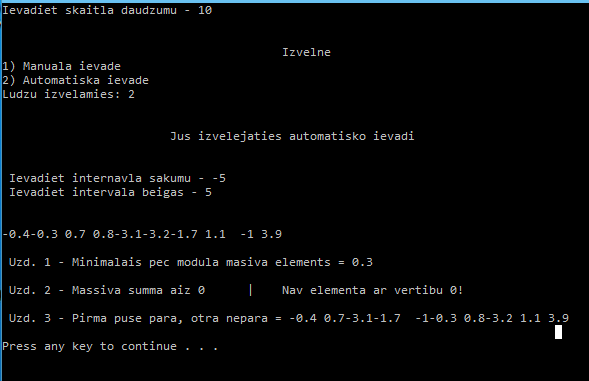 Ievadiet skaitla daudzumu - 10
Izvelne
1) Manuala ievade
2) Automatiska ievade
Ludzu izvelamies: 2
Jus izvelejaties automatisko ievadi
Ievadiet internavla sakumu - -5
Ievadiet intervala beigas - 5
-0.4-0.3 0.7 0.8-3.1-3.2-1.7 1.1  -1 3.9
Uzd. 1 - Minimalais pec modula masiva elements = 0.3
Uzd. 2 - Massiva summa aiz 0      |    Nav elementa ar vertibu 0!
Uzd. 3 - Pirma puse para, otra nepara = -0.4 0.7-3.1-1.7  -1-0.3 0.8-3.2 1.1 3.9
Press any key to continue . . .